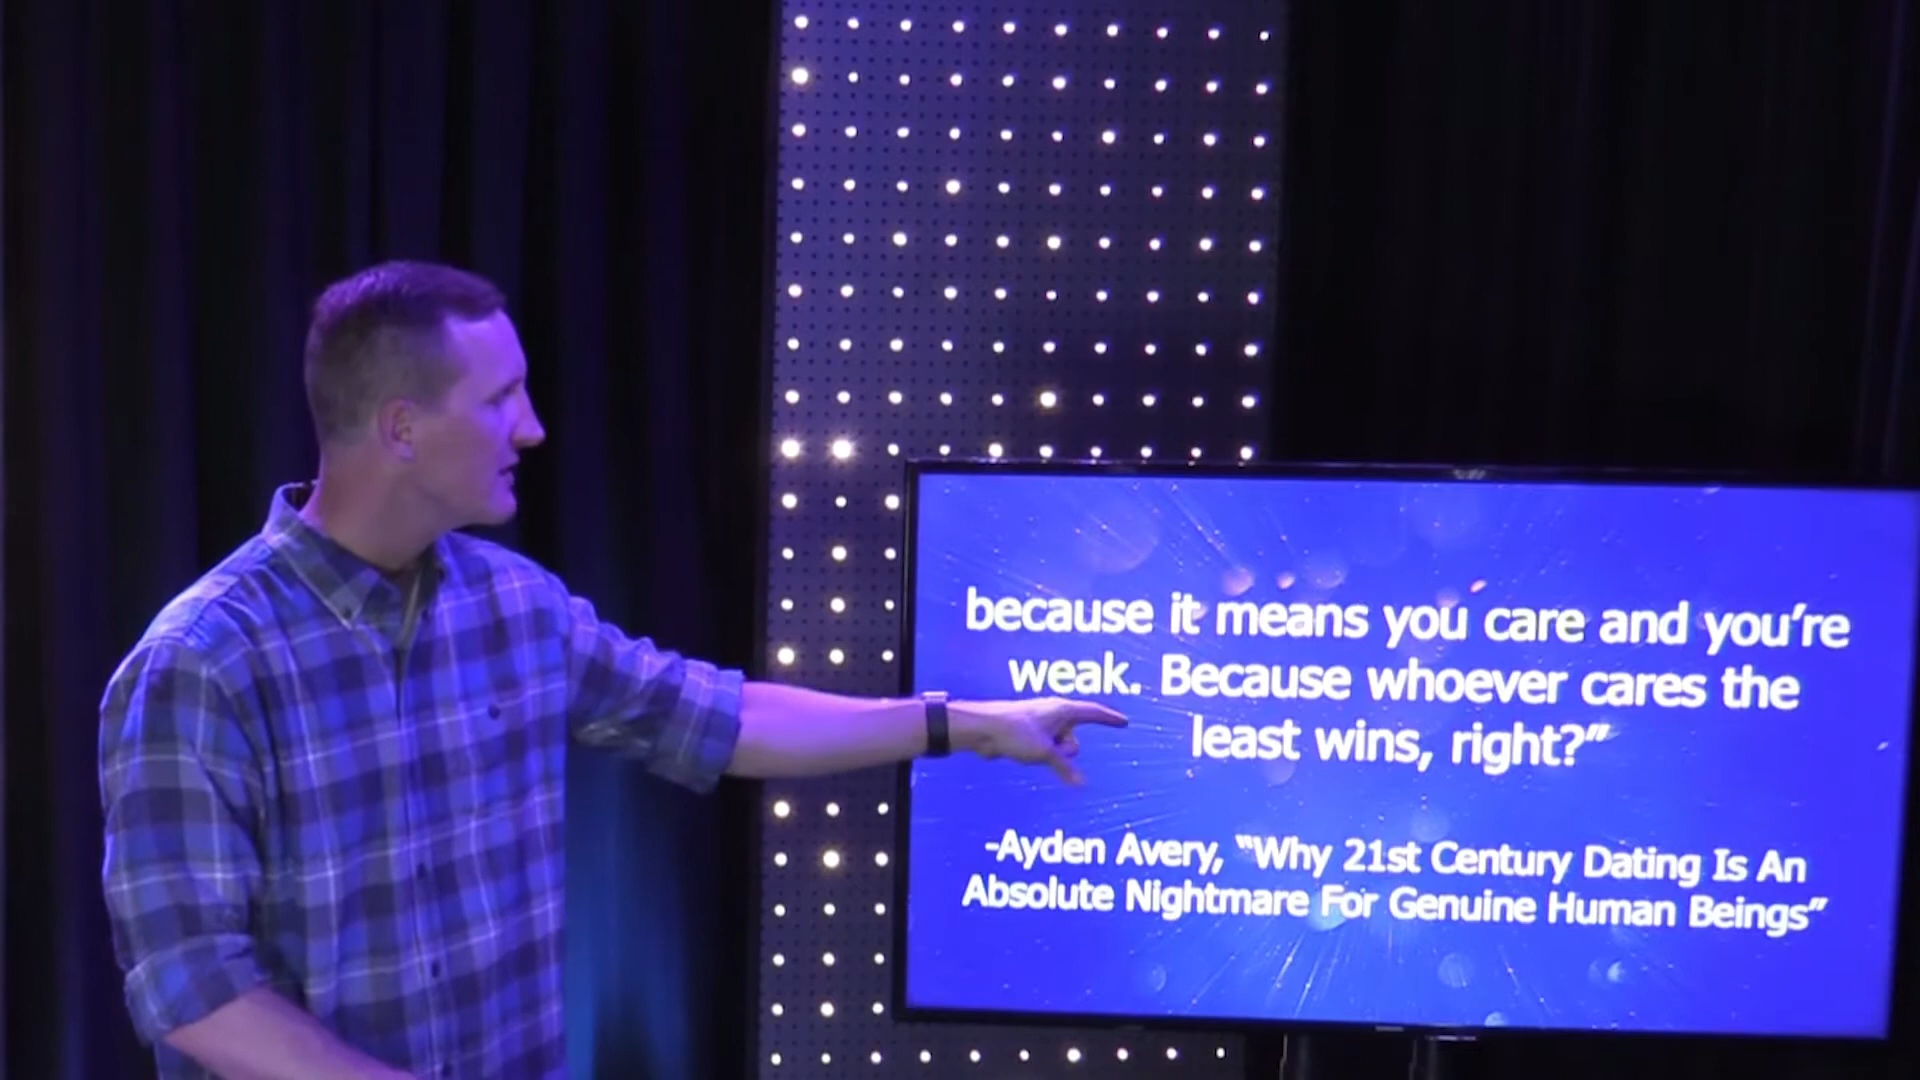 because it means you care and you’re
weak. Because whoever cares the
least wins, right?”
-Ayden Avery, “Why 21st Century Dating Is An
Absolute Nightmare For Genuine Human Beings”